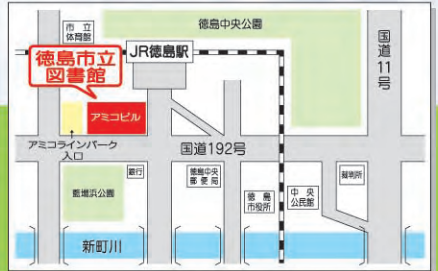 徳島中央公園
市立
体育館
JR徳島駅
国道11号
徳島市立
図書館
アミコビル
アミコラインパーク
入口
国道192号
銀行
徳島中央
郵便局
裁判所
藍場浜公園
徳島
市役所
中央
公民館
新町川